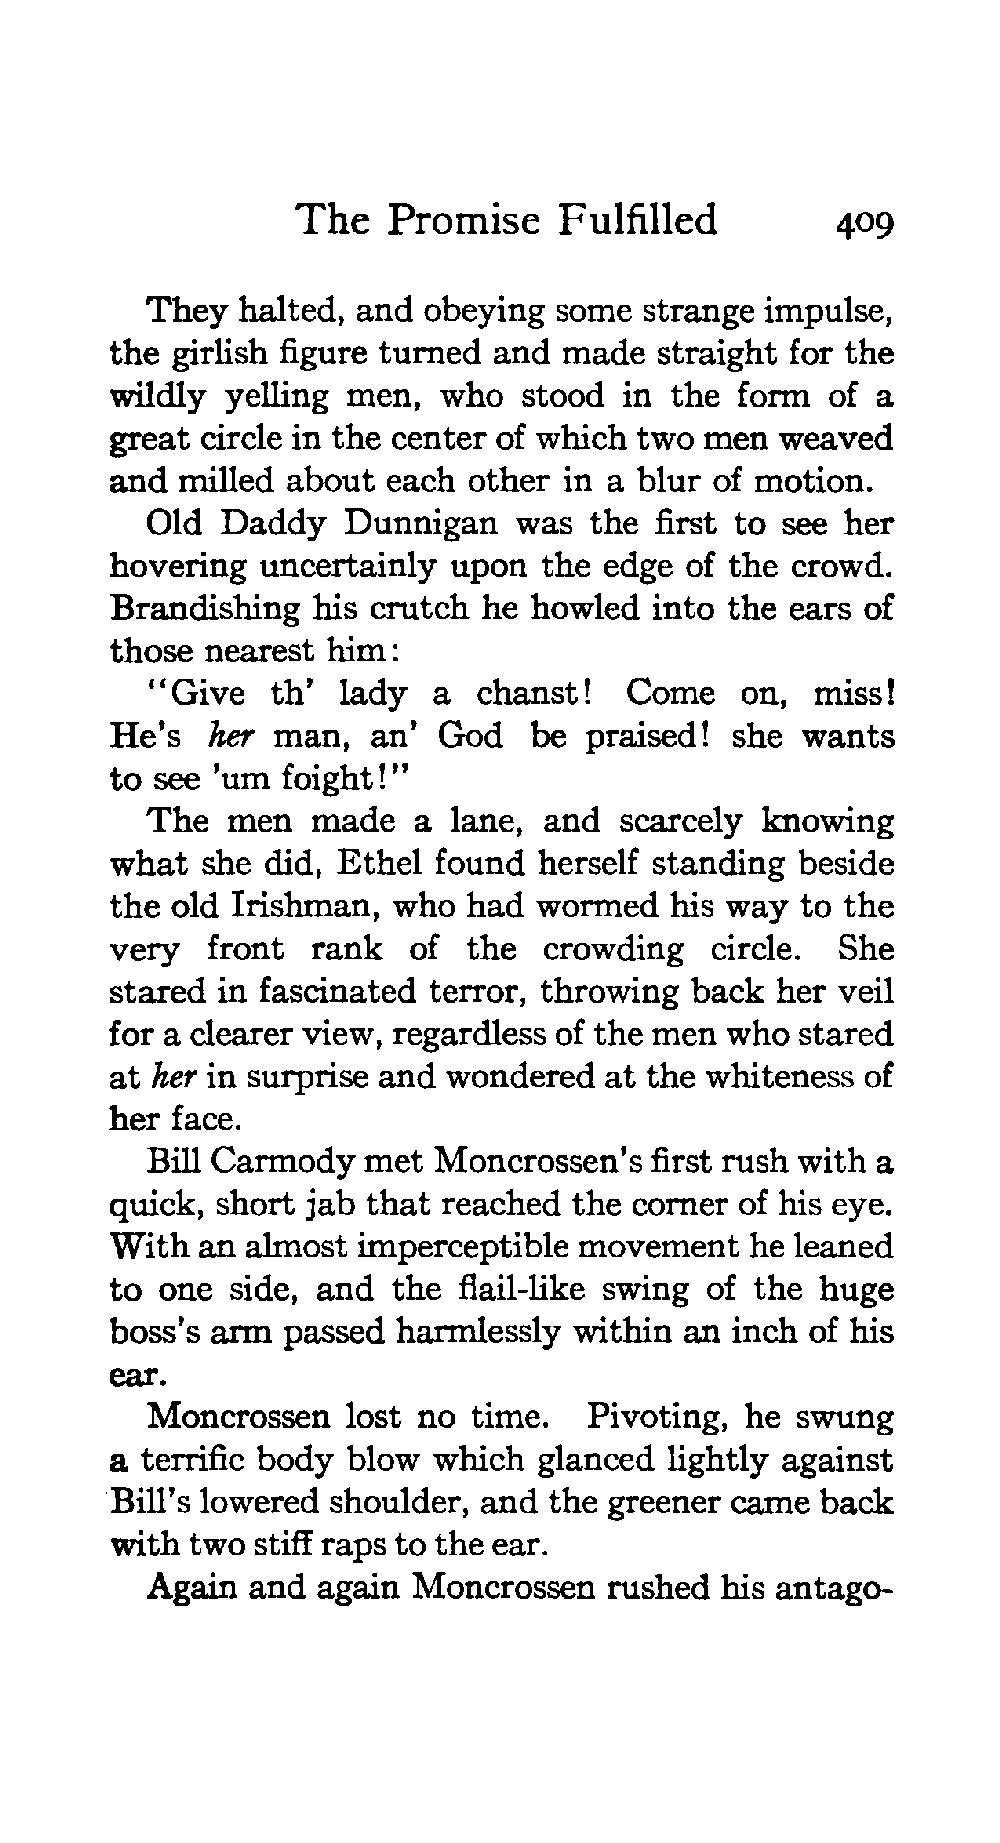 The Promise Fulfilled 409
They halted, and obeying some strange impulse,
the girlish figure turned and made straight for the
wildly yelling men, who stood in the form of a
great circle in the center of which two men weaved
and milled about each other in a blur of motion.
Old Daddy Dunnigan was the first to see her
hovering uncertainly upon the edge of the crowd.
Brandishing his crutch he howled into the ears of
those nearest him:
"Give th' lady a chanst! Come on, miss!
He's her man, an' God be praised! she wants
to see 'um foight!"
The men made a lane, and scarcely knowing
what she did, Ethel found herself standing beside
the old Irishman, who had wormed his way to the
very front rank of the crowding circle. She
stared in fascinated terror, throwing back her veil
for a clearer view, regardless of the men who stared
at her in surprise and wondered at the whiteness of
her face.
Bill Carmody met Moncrossen's first rush with a
quick, short jab that reached the corner of his eye.
With an almost imperceptible movement he leaned
to one side, and the flail-like swing of the huge
boss's arm passed harmlessly within an inch of his
ear.
Moncrossen lost no time. Pivoting, he swung
a terrific body blow which glanced lightly against
Bill's lowered shoulder, and the greener came back
with two stiff raps to the ear.
Again and again Moncrossen rushed his antago-